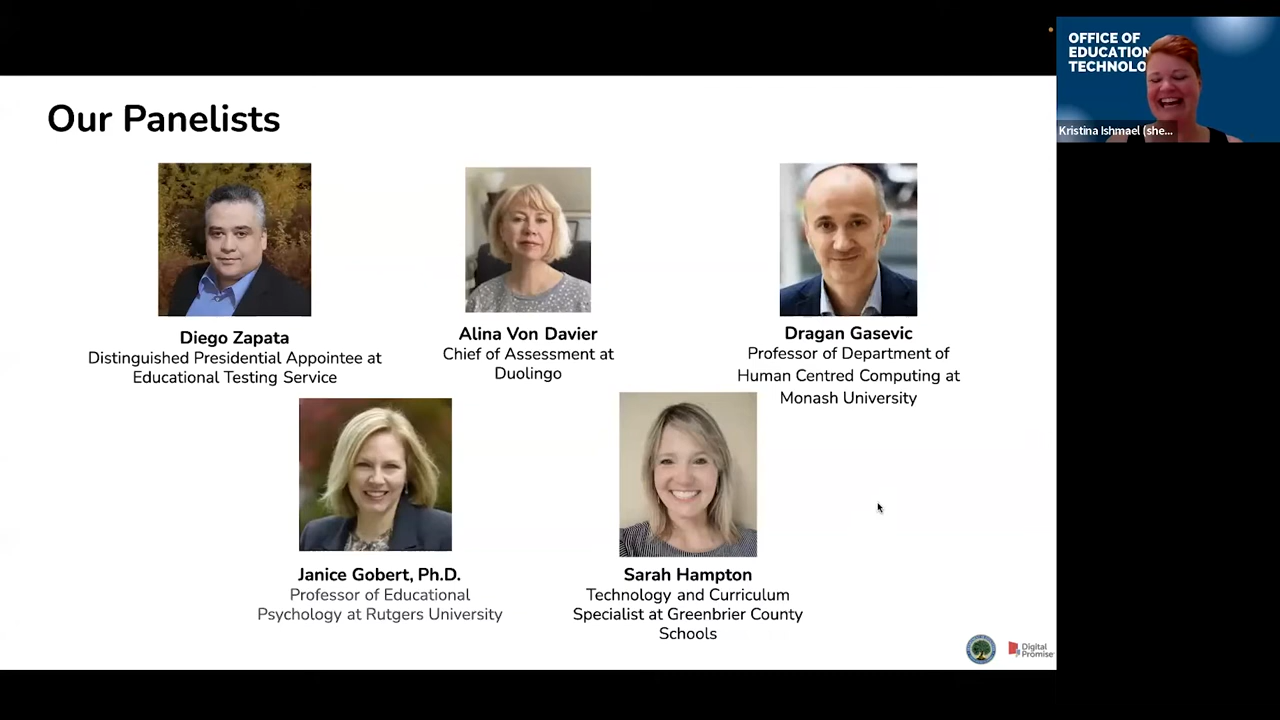 Our Panelists
Diego Zapata
Distinguished Presidential Appointee at
Educational Testing Service
Alina Von Davier
Chief of Assessment at
Duolingo
Dragan Gasevic
Professor of Department of
Human Centred Computing at
Monash University
Janice Gobert, Ph.D.
Professor of Educational
Psychology at Rutgers University
Sarah Hampton
Technology and Curriculum
Specialist at Greenbrier County
Schools
Digital
Promise
OFFICE OF
EDUCATION
TECHNOLO
Kristina Ishmael (she...